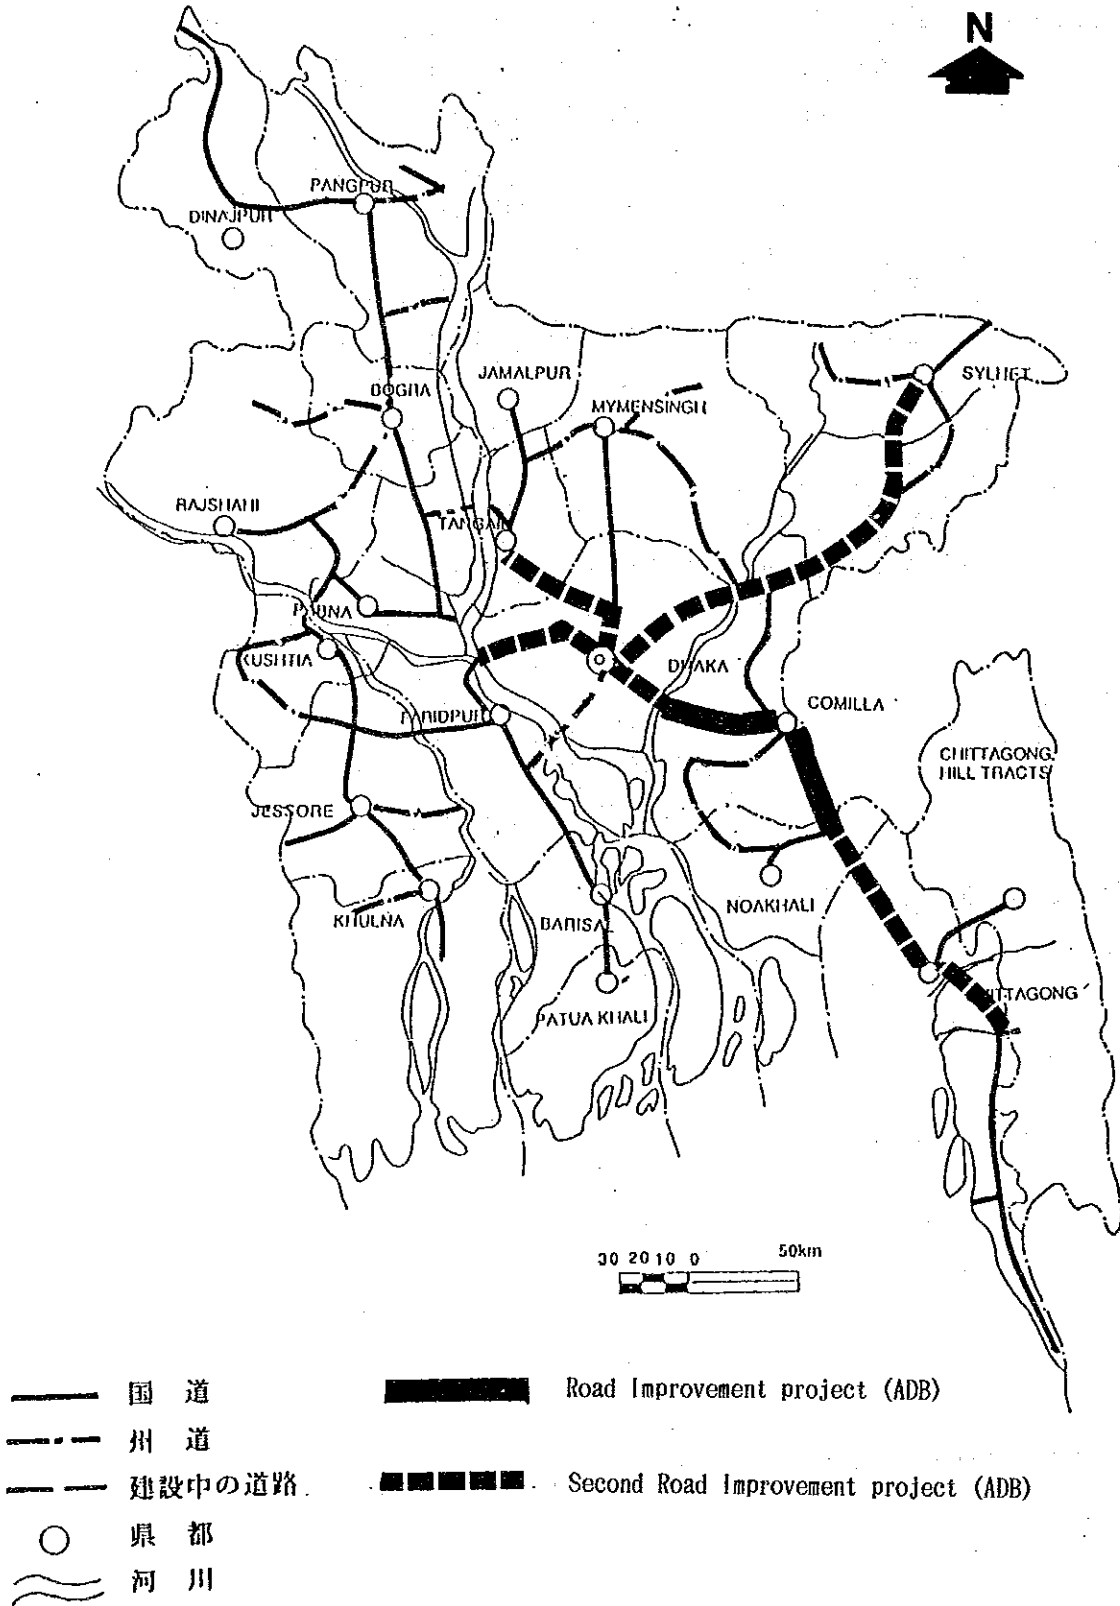 N
PANGPUR
DINAJPUR
JAMALPUR
SYLHET
BOGRA
MYMENSINGH
RAJSHAHI
TANGAIL
PABNA
KUSHTIA
DHAKA
FARIDPUR
COMILLA
CHITTAGONG
HILL TRACTS
JESSORE
NOAKHALI
KHULNA
BARISA
PATUA KHALI
ITTAGONG
30 20 10 0 50km
国 道 Road Improvement project (ADB)
州 道
建設中の道路 Second Road Improvement project (ADB)
県 都
河 川